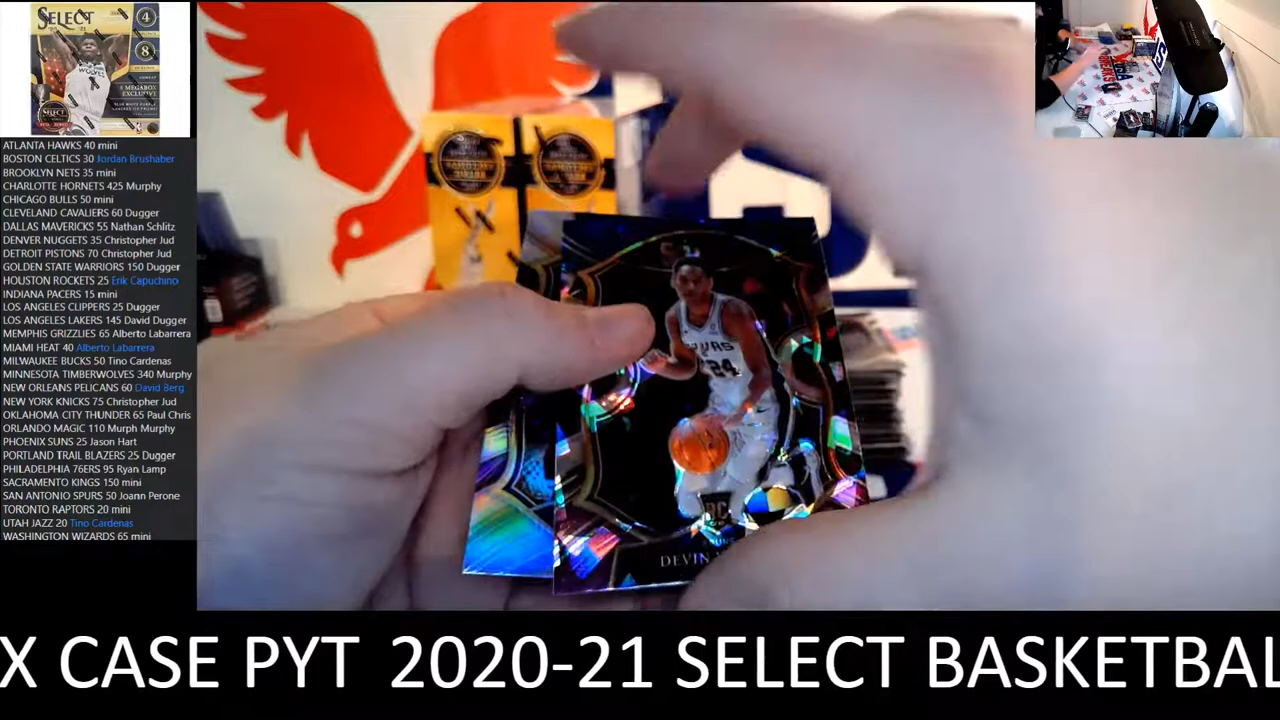 SELECT
4
8
WOLVES
MEGABOX
EXCLUSIVE
SELECT
ATLANTA HAWKS 40 mini
BOSTON CELTICS 30 Jordan Brushaber
BROOKLYN NETS 35 mini
CHARLOTTE HORNETS 425 Murphy
CHICAGO BULLS 50 mini
CLEVELAND CAVALIERS 60 Dugger
DALLAS MAVERICKS 55 Nathan Schlitz
DENVER NUGGETS 35 Christopher Jud
DETROIT PISTONS 70 Christopher Jud
GOLDEN STATE WARRIORS 150 Dugger
HOUSTON ROCKETS 25 Erik Capuchino
INDIANA PACERS 15 mini
LOS ANGELES CLIPPERS 25 Dugger
LOS ANGELES LAKERS 145 David Dugger
MEMPHIS GRIZZLIES 65 Alberto Labarrera
MIAMI HEAT 40 Alberto Labarrera
MILWAUKEE BUCKS 50 Tino Cardenas
MINNESOTA TIMBERWOLVES 340 Murphy
NEW ORLEANS PELICANS 60 David Berg
NEW YORK KNICKS 75 Christopher Jud
OKLAHOMA CITY THUNDER 65 Paul Chris
ORLANDO MAGIC 110 Murph Murphy
PHOENIX SUNS 25 Jason Hart
PORTLAND TRAIL BLAZERS 25 Dugger
PHILADELPHIA 76ERS 95 Ryan Lamp
SACRAMENTO KINGS 150 mini
SAN ANTONIO SPURS 50 Joann Perone
TORONTO RAPTORS 20 mini
UTAH JAZZ 20 Tino Cardenas
WASHINGTON WIZARDS 65 mini
24
RC
DEVIN
X CASE PYT 2020-21 SELECT BASKETBAL